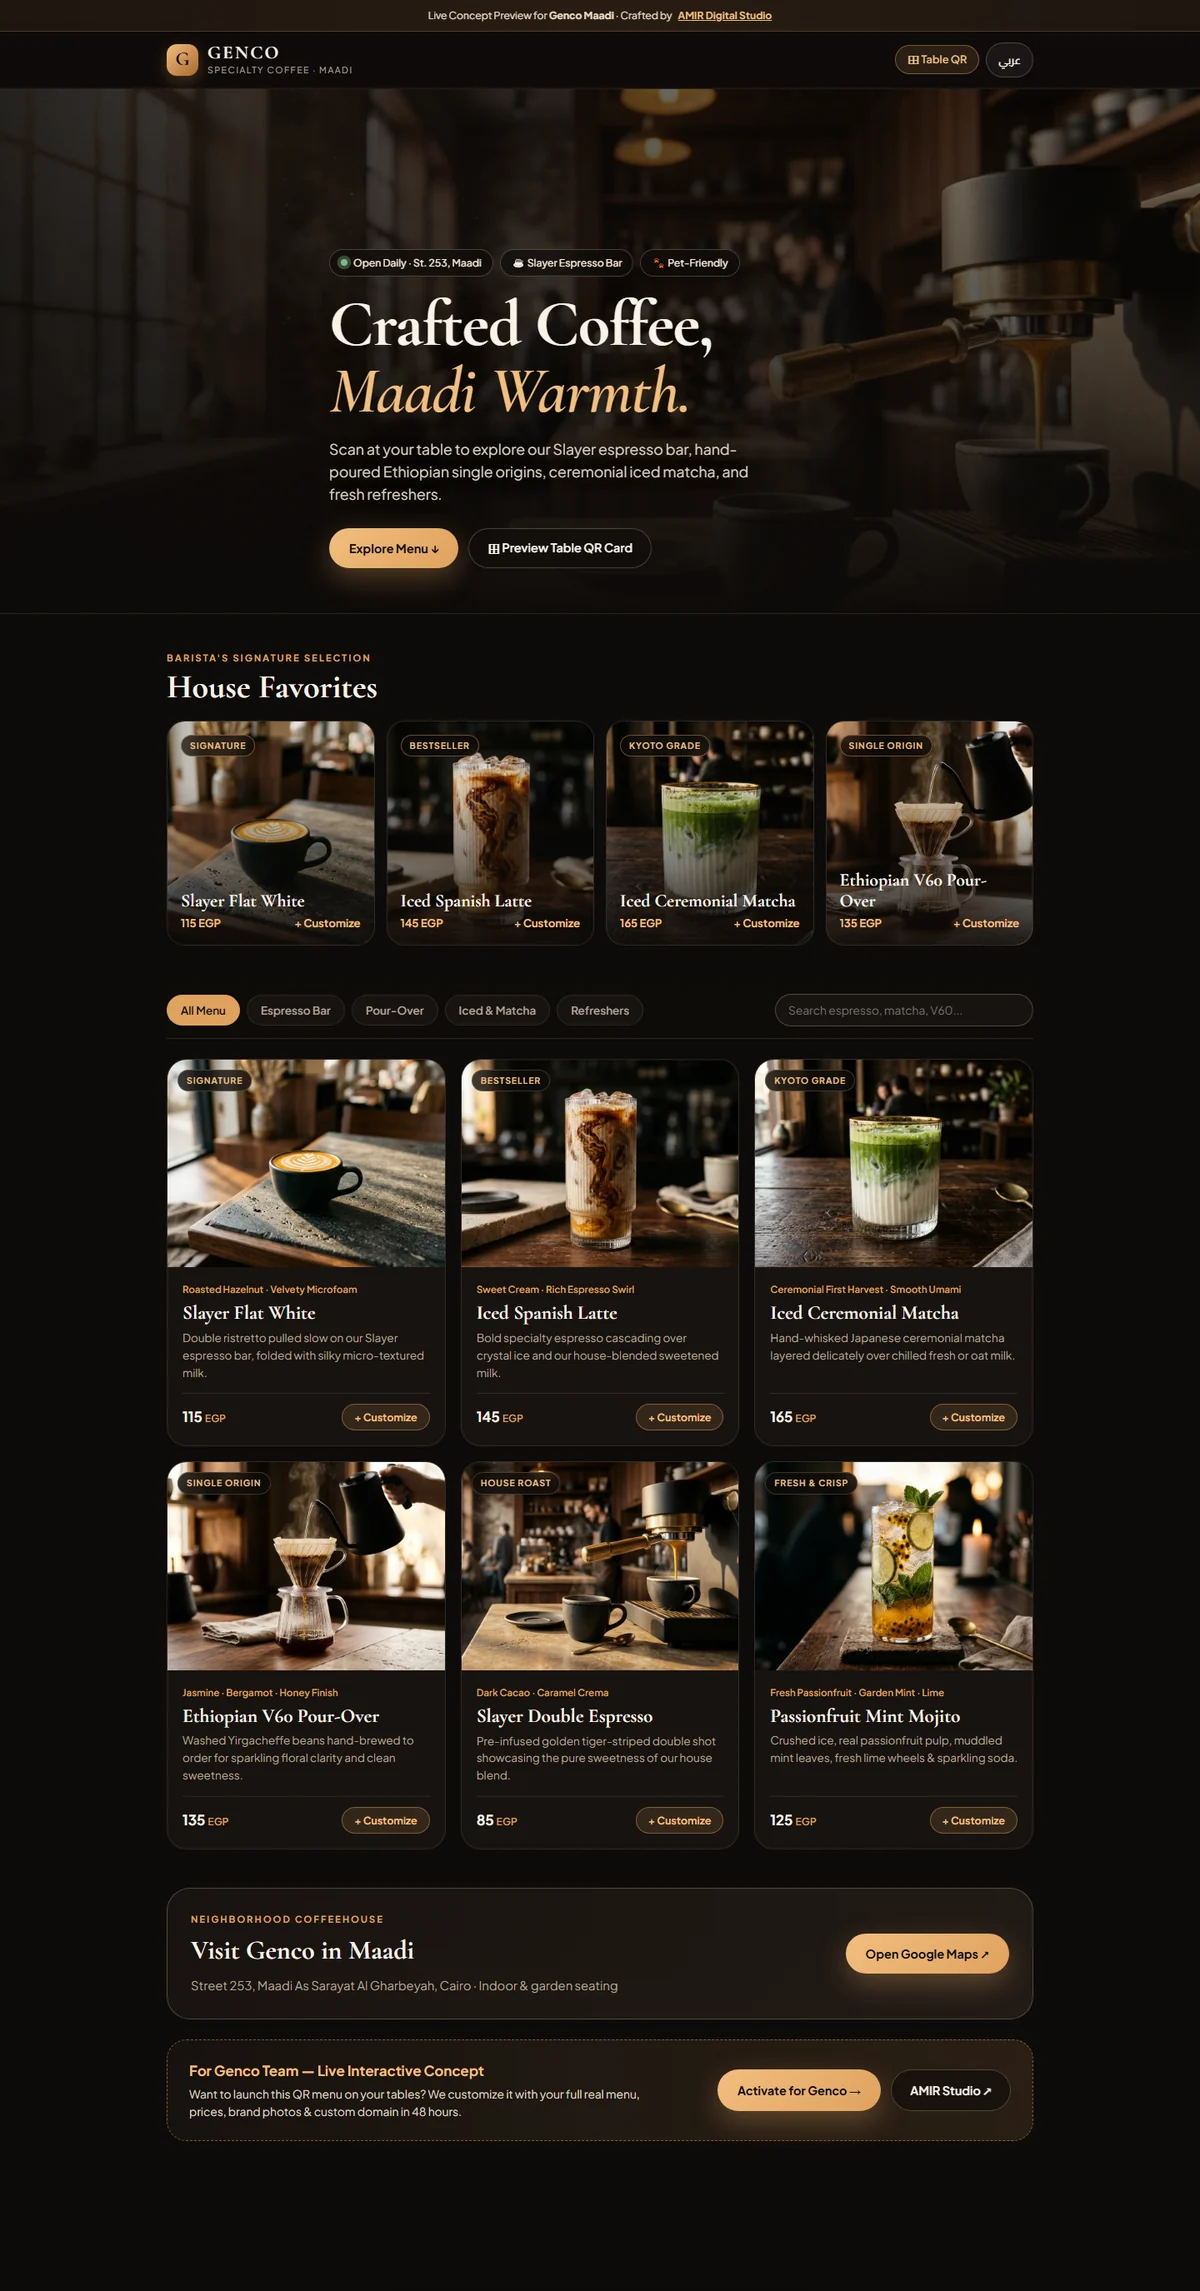 Live Concept Preview for Genco Maadi · Crafted by AMIR Digital Studio
G
GENCO
SPECIALTY COFFEE · MAADI
Table QR
عربي
Open Daily · St. 253, Maadi
Slayer Espresso Bar
Pet-Friendly
Crafted Coffee,
Maadi Warmth.
Scan at your table to explore our Slayer espresso bar, hand-
poured Ethiopian single origins, ceremonial iced matcha, and
fresh refreshers.
Explore Menu ↓
Preview Table QR Card
BARISTA'S SIGNATURE SELECTION
House Favorites
SIGNATURE
Slayer Flat White
115 EGP
+ Customize
BESTSELLER
Iced Spanish Latte
145 EGP
+ Customize
KYOTO GRADE
Iced Ceremonial Matcha
165 EGP
+ Customize
SINGLE ORIGIN
Ethiopian V60 Pour-
Over
135 EGP
+ Customize
All Menu
Espresso Bar
Pour-Over
Iced & Matcha
Refreshers
Search espresso, matcha, V60...
SIGNATURE
Roasted Hazelnut · Velvety Microfoam
Slayer Flat White
Double ristretto pulled slow on our Slayer
espresso bar, folded with silky micro-textured
milk.
115 EGP
+ Customize
BESTSELLER
Sweet Cream · Rich Espresso Swirl
Iced Spanish Latte
Bold specialty espresso cascading over
crystal ice and our house-blended sweetened
milk.
145 EGP
+ Customize
KYOTO GRADE
Ceremonial First Harvest · Smooth Umami
Iced Ceremonial Matcha
Hand-whisked Japanese ceremonial matcha
layered delicately over chilled fresh or oat milk.
165 EGP
+ Customize
SINGLE ORIGIN
Jasmine · Bergamot · Honey Finish
Ethiopian V60 Pour-Over
Washed Yirgacheffe beans hand-brewed to
order for sparkling floral clarity and clean
sweetness.
135 EGP
+ Customize
HOUSE ROAST
Dark Cacao · Caramel Crema
Slayer Double Espresso
Pre-infused golden tiger-striped double shot
showcasing the pure sweetness of our house
blend.
85 EGP
+ Customize
FRESH & CRISP
Fresh Passionfruit · Garden Mint · Lime
Passionfruit Mint Mojito
Crushed ice, real passionfruit pulp, muddled
mint leaves, fresh lime wheels & sparkling soda.
125 EGP
+ Customize
NEIGHBORHOOD COFFEEHOUSE
Visit Genco in Maadi
Street 253, Maadi As Sarayat Al Gharbeyah, Cairo · Indoor & garden seating
Open Google Maps ↗
For Genco Team — Live Interactive Concept
Want to launch this QR menu on your tables? We customize it with your full real menu,
prices, brand photos & custom domain in 48 hours.
Activate for Genco →
AMIR Studio ↗